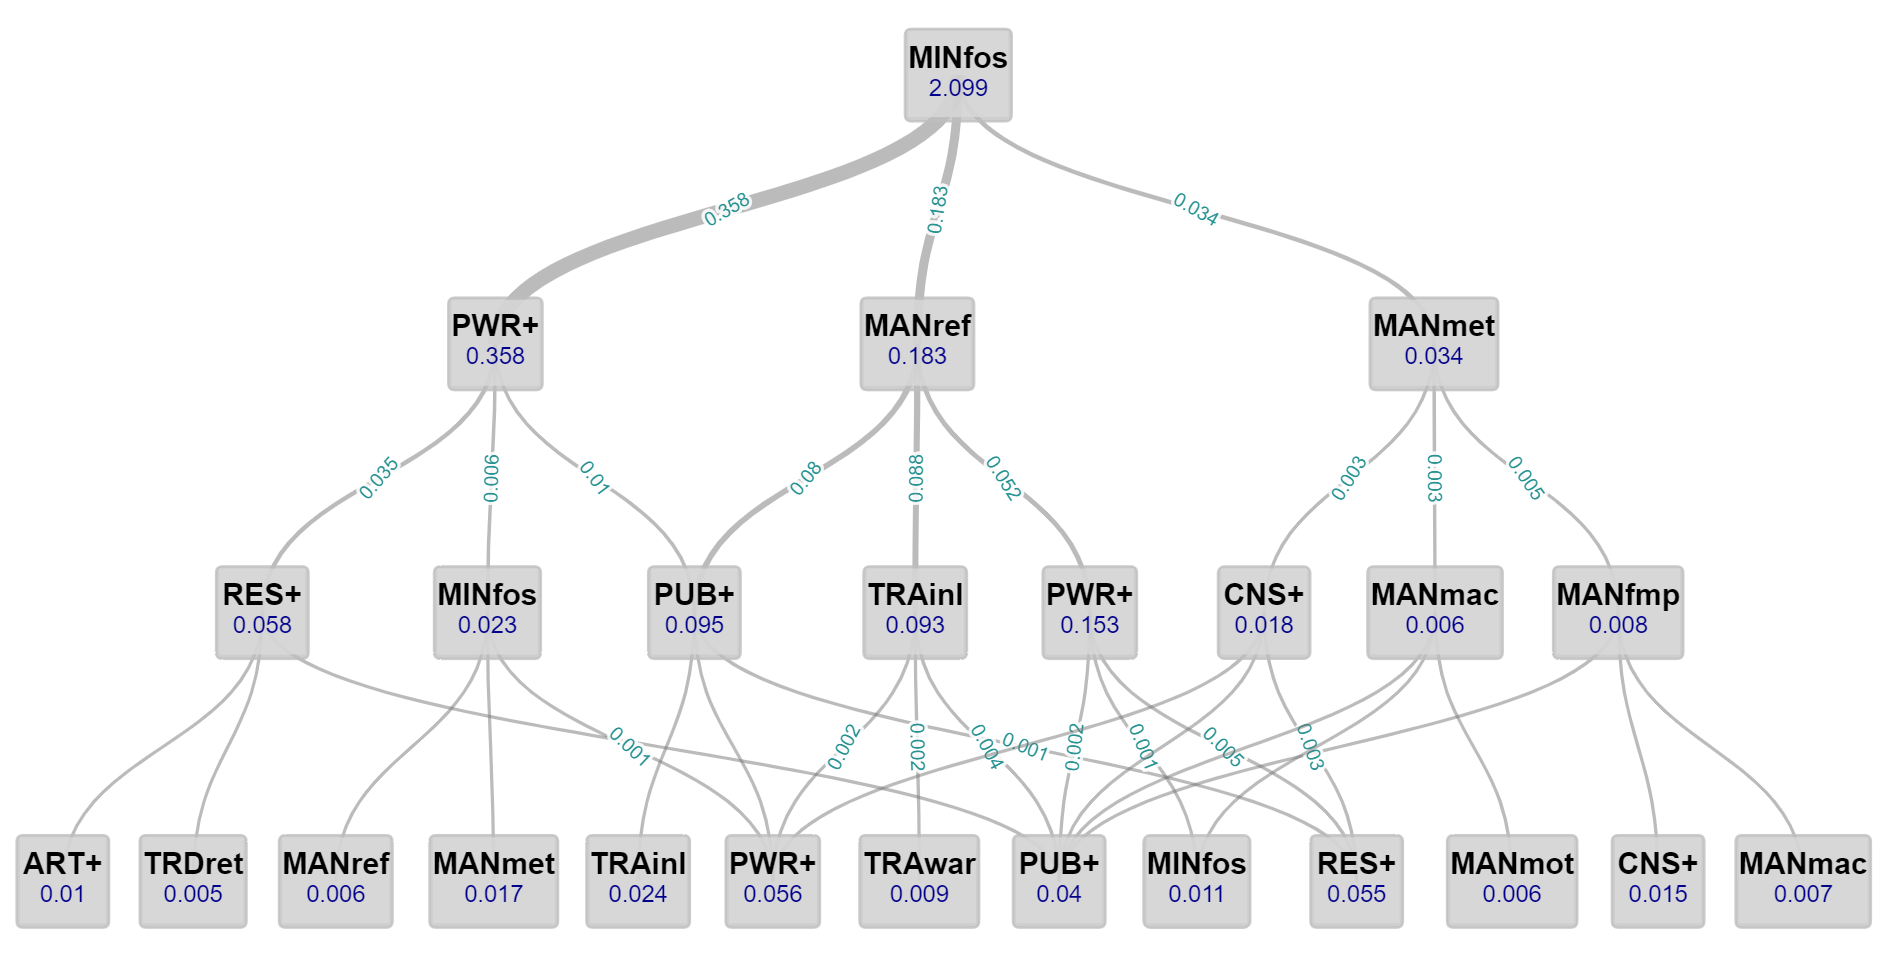 MINfos
2.099
0.358
0.183
0.034
PWR+
0.358
MANref
0.183
MANmet
0.034
0.035
0.006
0.01
0.08
0.088
0.052
0.003
0.003
0.005
RES+
0.058
MINfos
0.023
PUB+
0.095
TRAinl
0.093
PWR+
0.153
CNS+
0.018
MANmac
0.006
MANfmp
0.008
0.001
0.002
0.002
0.004
0.001
0.002
0.001
0.005
0.003
ART+
0.01
TRDret
0.005
MANref
0.006
MANmet
0.017
TRAinl
0.024
PWR+
0.056
TRAwar
0.009
PUB+
0.04
MINfos
0.011
RES+
0.055
MANmot
0.006
CNS+
0.015
MANmac
0.007